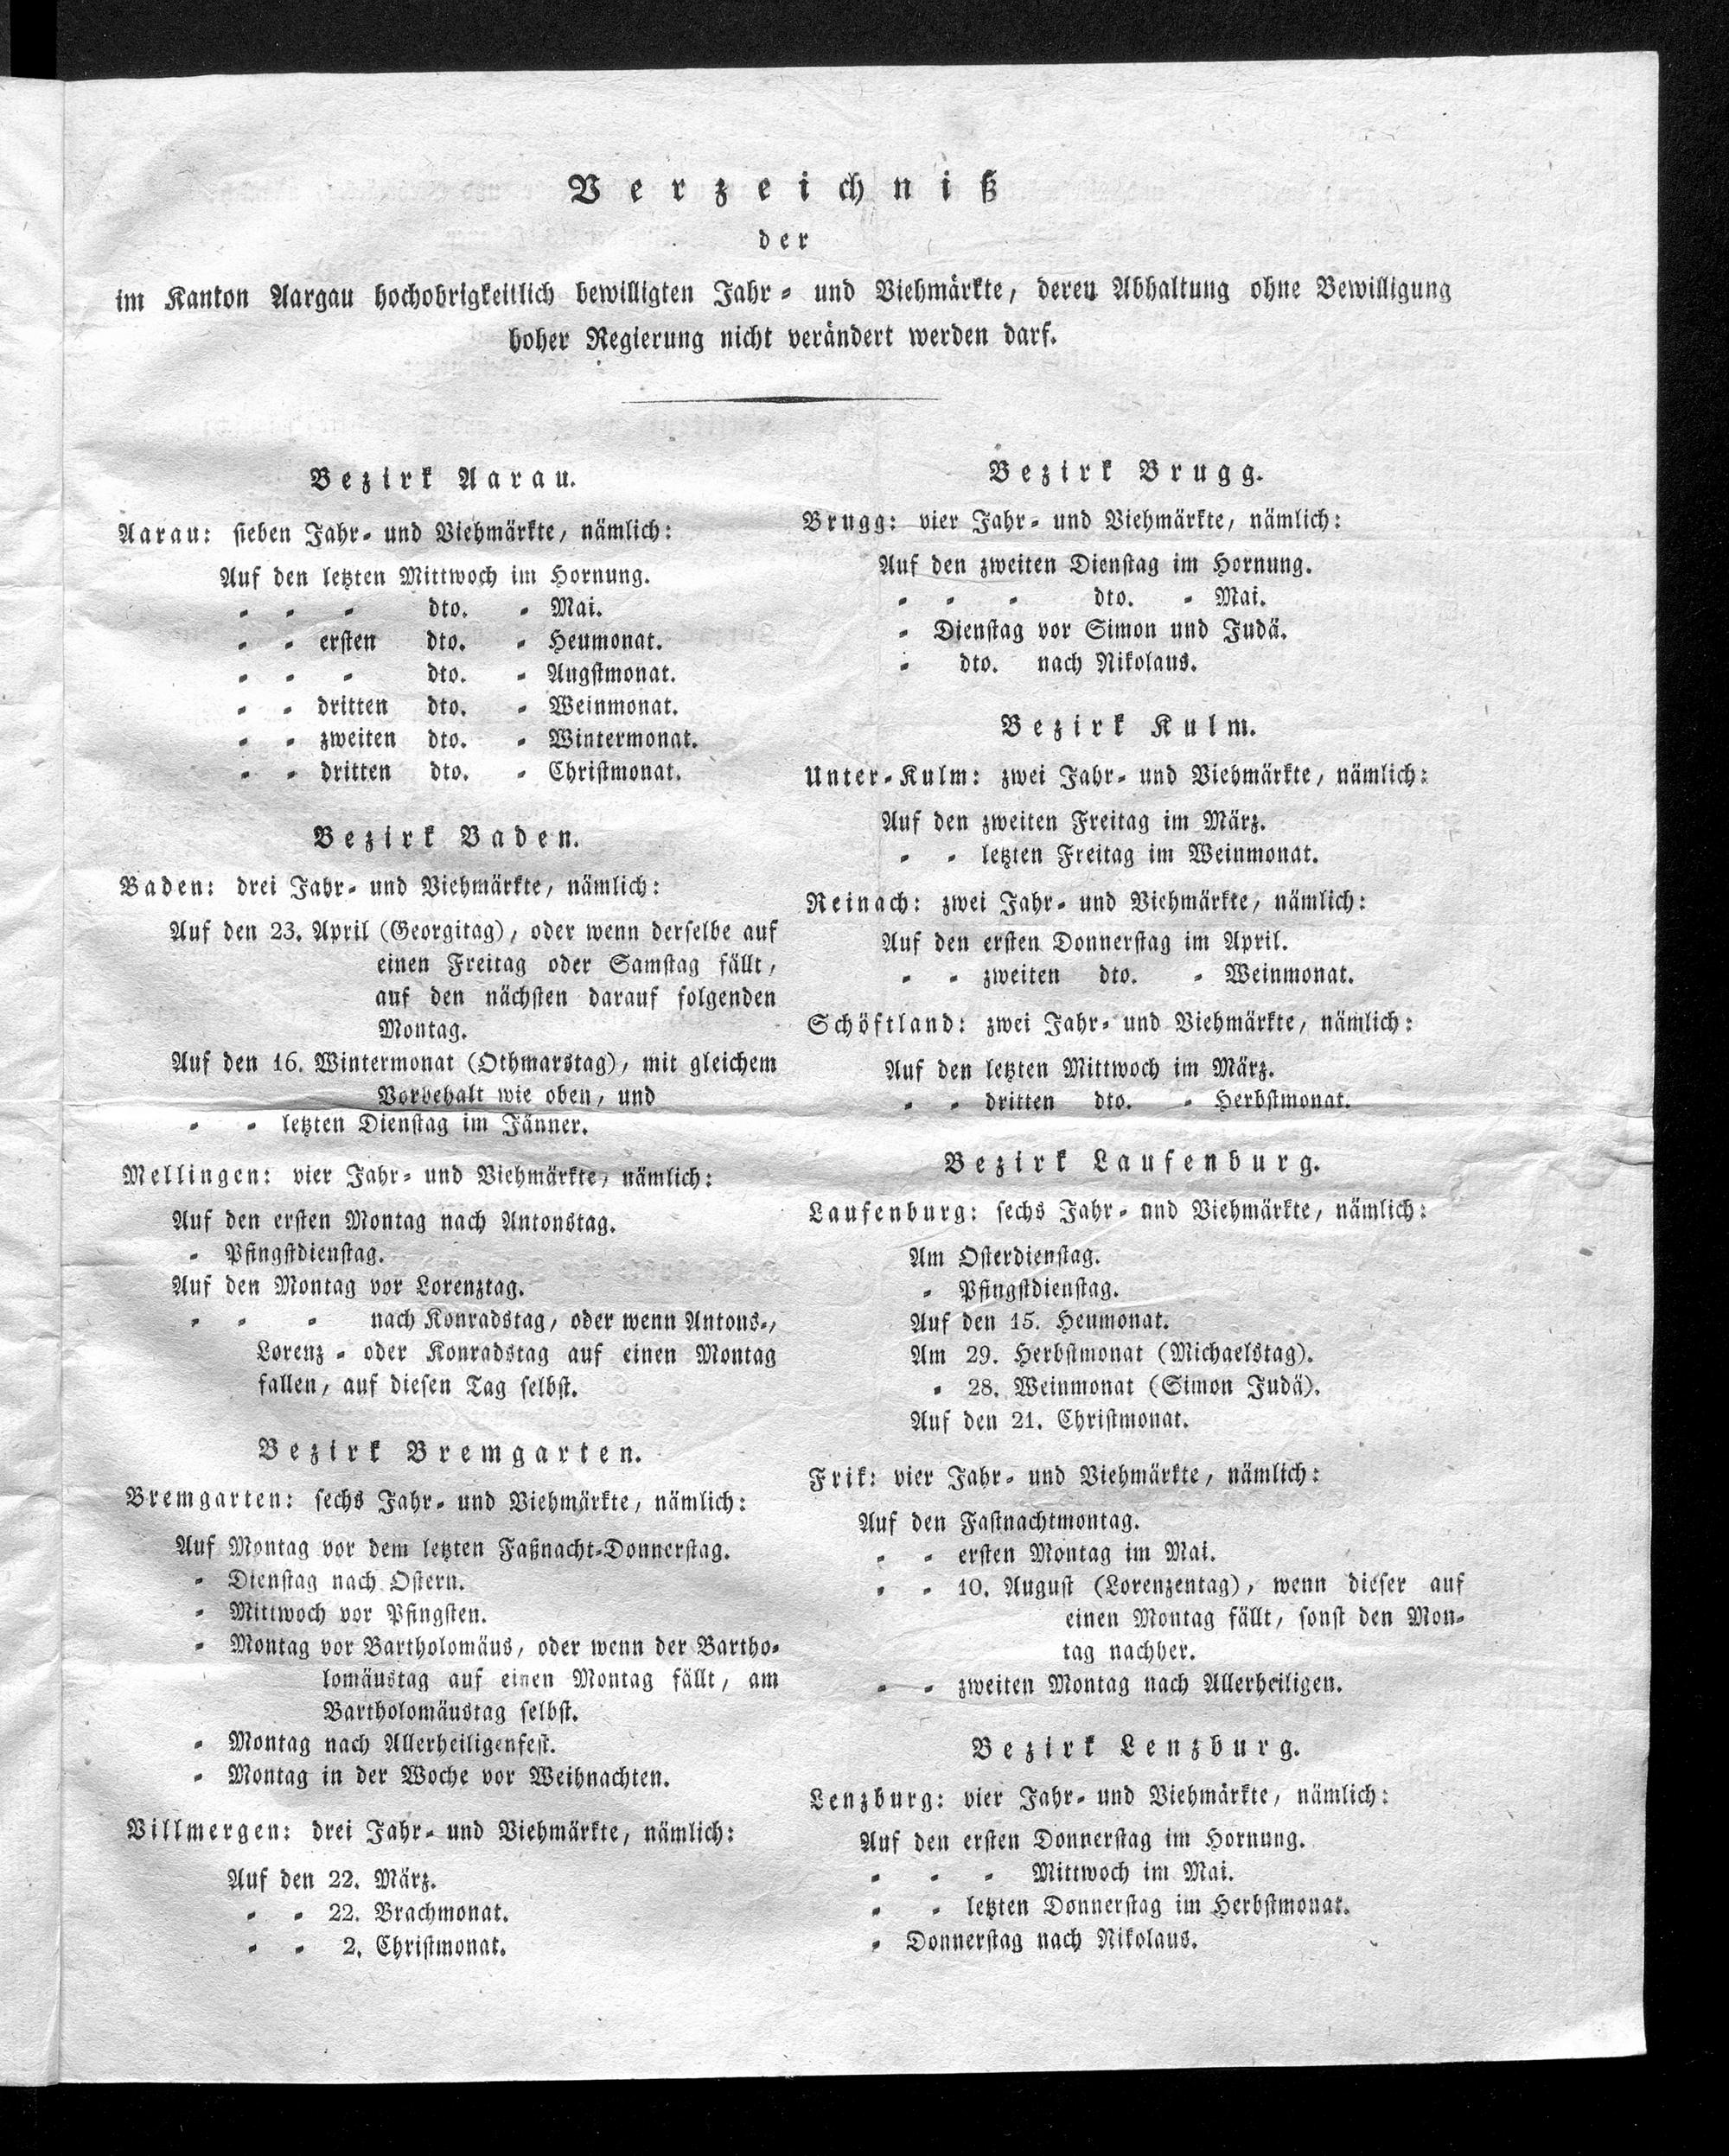 Verzeichniß
der
im Kanton Aargau hochobrigkeitlich bewilligten Jahr- und Viehmärkte, deren Abhaltung ohne Bewilligung
hoher Regierung nicht verändert werden darf.
Bezirk Aarau.
Aarau: sieben Jahr- und Viehmärkte, nämlich:
Auf den letzten Mittwoch im Hornung.
" " " dto. " Mai.
" " ersten dto. " Heumonat.
" " " dto. " Augstmonat.
" " dritten dto. " Weinmonat.
" " zweiten dto. " Wintermonat.
" " dritten dto. " Christmonat.
Bezirk Baden.
Baden: drei Jahr- und Viehmärkte, nämlich:
Auf den 23. April (Georgitag), oder wenn derselbe auf
einen Freitag oder Samstag fällt,
auf den nächsten darauf folgenden
Montag.
Auf den 16. Wintermonat (Othmarstag), mit gleichem
Vorbehalt wie oben, und
" " letzten Dienstag im Jänner.
Mellingen: vier Jahr- und Viehmärkte, nämlich:
Auf den ersten Montag nach Antonstag.
" Pfingstdienstag.
Auf den Montag vor Lorenztag.
" " " nach Konradstag, oder wenn Antons-,
Lorenz- oder Konradstag auf einen Montag
fallen, auf diesen Tag selbst.
Bezirk Bremgarten.
Bremgarten: sechs Jahr- und Viehmärkte, nämlich:
Auf Montag vor dem letzten Faßnacht-Donnerstag.
" Dienstag nach Ostern.
" Mittwoch vor Pfingsten.
" Montag vor Bartholomäus, oder wenn der Bartho-
lomäustag auf einen Montag fällt, am
Bartholomäustag selbst.
" Montag nach Allerheiligenfest.
" Montag in der Woche vor Weihnachten.
Villmergen: drei Jahr- und Viehmärkte, nämlich:
Auf den 22. März.
" " 22. Brachmonat.
" " 2. Christmonat.
Bezirk Brugg.
Brugg: vier Jahr- und Viehmärkte, nämlich:
Auf den zweiten Dienstag im Hornung.
" " " dto. " Mai.
" Dienstag vor Simon und Judä.
" dto. nach Nikolaus.
Bezirk Kulm.
Unter-Kulm: zwei Jahr- und Viehmärkte, nämlich:
Auf den zweiten Freitag im März.
" " letzten Freitag im Weinmonat.
Reinach: zwei Jahr- und Viehmärkte, nämlich:
Auf den ersten Donnerstag im April.
" " zweiten dto. " Weinmonat.
Schöftland: zwei Jahr- und Viehmärkte, nämlich:
Auf den letzten Mittwoch im März.
" " dritten dto. " Herbstmonat.
Bezirk Laufenburg.
Laufenburg: sechs Jahr- und Viehmärkte, nämlich:
Am Osterdienstag.
" Pfingstdienstag.
Auf den 15. Heumonat.
Am 29. Herbstmonat (Michaelstag).
" 28. Weinmonat (Simon Judä).
Auf den 21. Christmonat.
Frik: vier Jahr- und Viehmärkte, nämlich:
Auf den Fastnachtmontag.
" " ersten Montag im Mai.
" " 10. August (Lorenzentag), wenn dieser auf
einen Montag fällt, sonst den Mon-
tag nachher.
" " zweiten Montag nach Allerheiligen.
Bezirk Lenzburg.
Lenzburg: vier Jahr- und Viehmärkte, nämlich:
Auf den ersten Donnerstag im Hornung.
" " " Mittwoch im Mai.
" " letzten Donnerstag im Herbstmonat.
" Donnerstag nach Nikolaus.